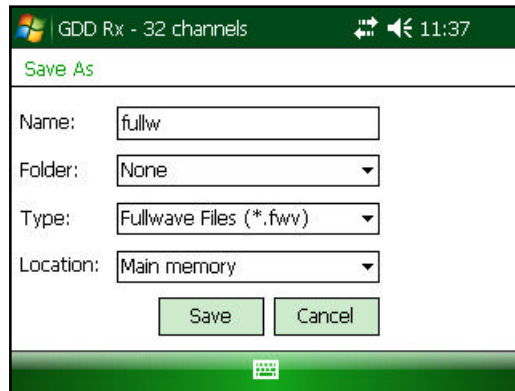 GDD Rx - 32 channels 11:37
Save As
Name: fullw
Folder: None
Type: Fullwave Files (*.fwv)
Location: Main memory
Save Cancel